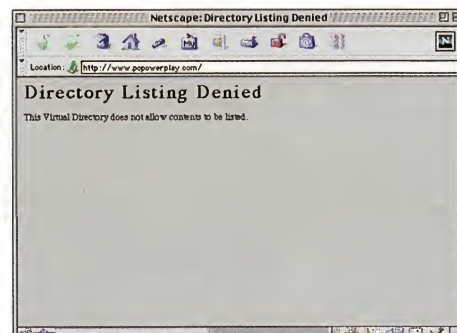 Netscape: Directory Listing Denied
Location: http://www.popowerplay.com/
Directory Listing Denied
This Virtual Directory does not allow contents to be listed.